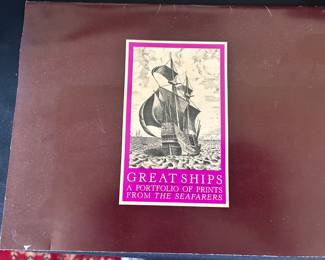 GREAT SHIPS
A PORTFOLIO OF PRINTS
FROM THE SEAFARERS